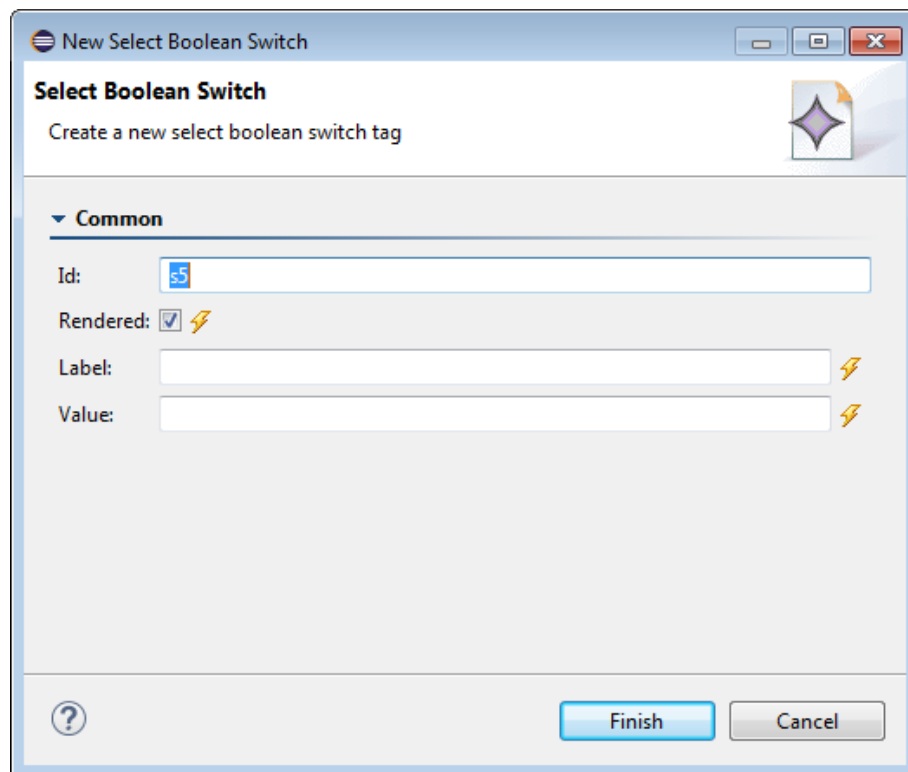 New Select Boolean Switch
Select Boolean Switch
Create a new select boolean switch tag
Common
Id: s5
Rendered:
Label:
Value:
? Finish Cancel